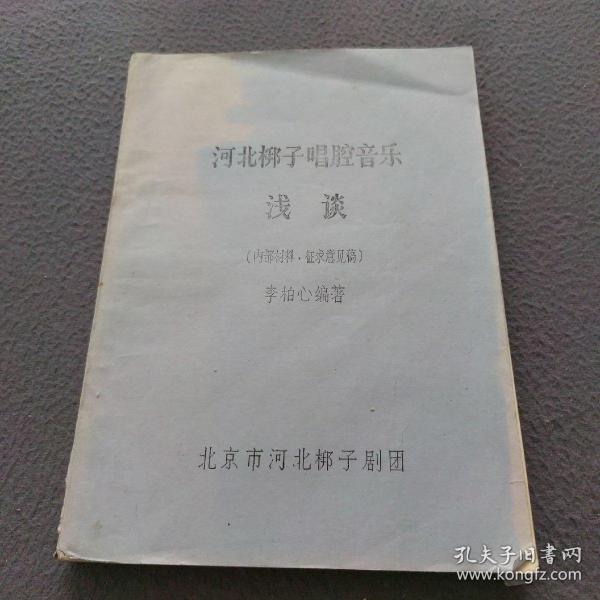 河北梆子唱腔音乐
浅谈
(内部材料·征求意见稿)
李柏心编著
北京市河北梆子剧团
孔夫子旧书网
www.kongfz.com